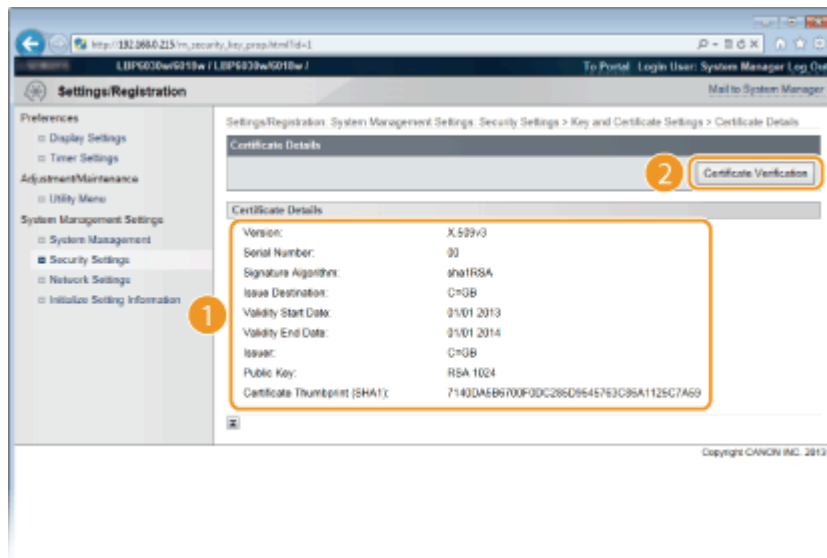 http://192.168.0.215/m_security_key_prop.html?id=1
LBP6030w/6018w / LBP6030w/6018w /
To Portal Login User: System Manager Log Out
Settings/Registration
Mail to System Manager
Preferences
Settings/Registration: System Management Settings: Security Settings > Key and Certificate Settings > Certificate Details
Display Settings
Certificate Details
Timer Settings
2
Certificate Verification
Adjustment/Maintenance
Utility Menu
System Management Settings
Certificate Details
System Management
Version: X.509v3
Security Settings
Serial Number: 00
Network Settings
Signature Algorithm: sha1RSA
Initialize Setting Information
Issue Destination: C=GB
1
Validity Start Date: 01/01 2013
Validity End Date: 01/01 2014
Issuer: C=GB
Public Key: RSA 1024
Certificate Thumbprint (SHA1):
Copyright CANON INC. 2013